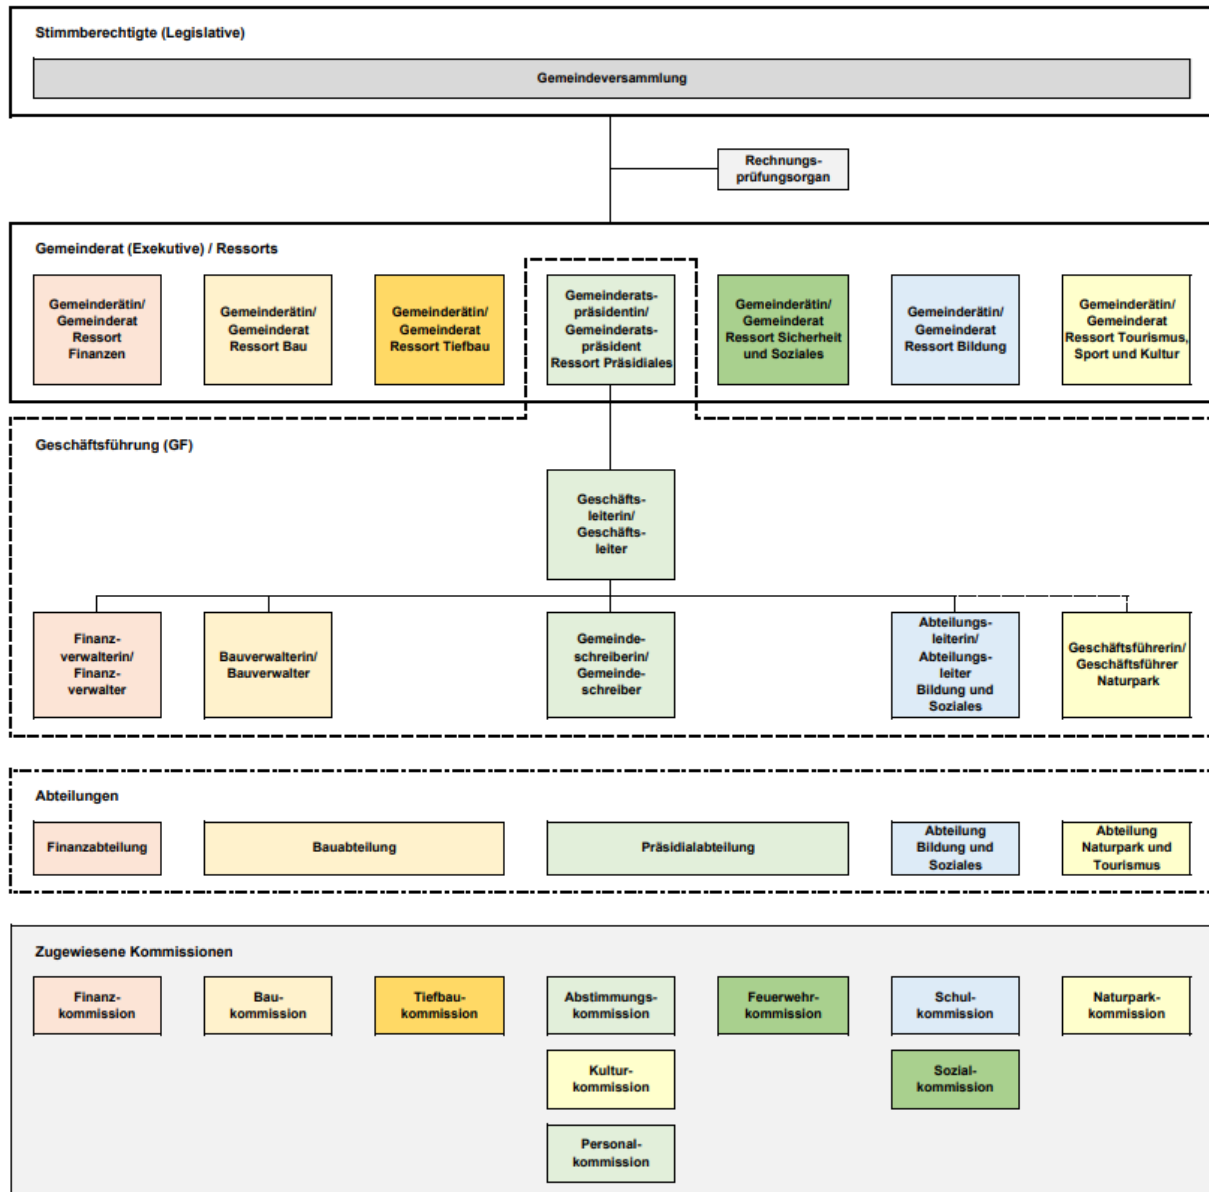 Stimmberechtigte (Legislative)
Gemeindeversammlung
Rechnungs-
prüfungsorgan
Gemeinderat (Exekutive) / Ressorts
Gemeinderätin/
Gemeinderat
Ressort
Finanzen
Gemeinderätin/
Gemeinderat
Ressort Bau
Gemeinderätin/
Gemeinderat
Ressort Tiefbau
Gemeinderats-
präsidentin/
Gemeinderats-
präsident
Ressort Präsidiales
Gemeinderätin/
Gemeinderat
Ressort Sicherheit
und Soziales
Gemeinderätin/
Gemeinderat
Ressort Bildung
Gemeinderätin/
Gemeinderat
Ressort Tourismus,
Sport und Kultur
Geschäftsführung (GF)
Geschäfts-
leiterin/
Geschäfts-
leiter
Finanz-
verwalterin/
Finanz-
verwalter
Bauverwalterin/
Bauverwalter
Gemeinde-
schreiberin/
Gemeinde-
schreiber
Abteilungs-
leiterin/
Abteilungs-
leiter
Bildung und
Soziales
Geschäftsführerin/
Geschäftsführer
Naturpark
Abteilungen
Finanzabteilung
Bauabteilung
Präsidialabteilung
Abteilung
Bildung und
Soziales
Abteilung
Naturpark und
Tourismus
Zugewiesene Kommissionen
Finanz-
kommission
Bau-
kommission
Tiefbau-
kommission
Abstimmungs-
kommission
Feuerwehr-
kommission
Schul-
kommission
Naturpark-
kommission
Kultur-
kommission
Sozial-
kommission
Personal-
kommission